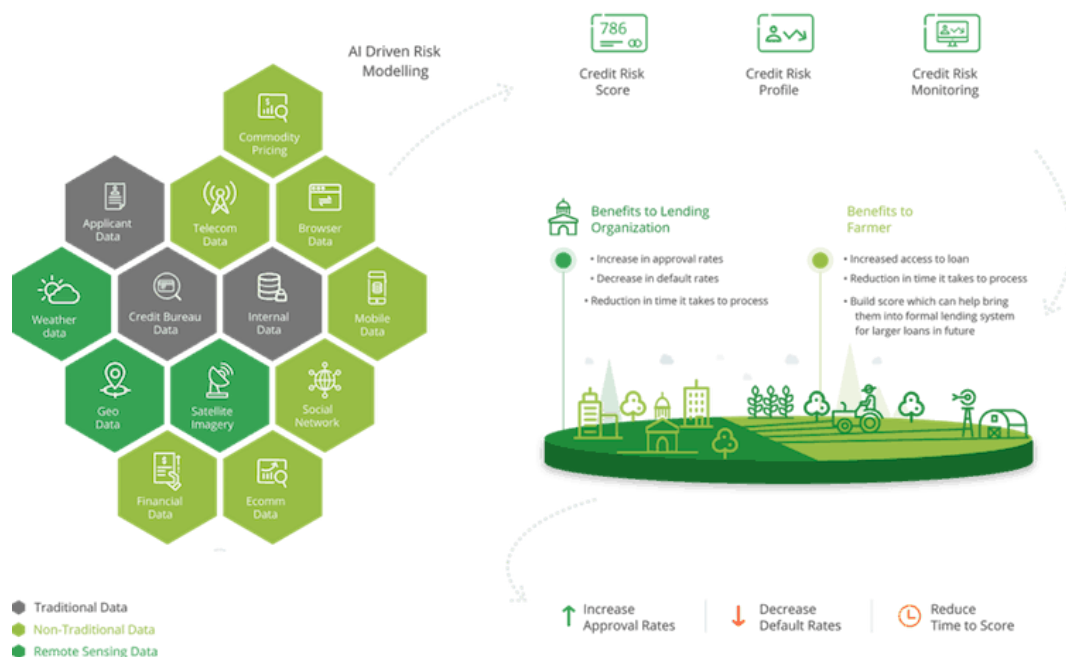 AI Driven Risk
Modelling
Commodity
Pricing
Applicant
Data
Telecom
Data
Browser
Data
Weather
data
Credit Bureau
Data
Internal
Data
Mobile
Data
Geo
Data
Satellite
Imagery
Social
Network
Financial
Data
Ecomm
Data
Traditional Data
Non-Traditional Data
Remote Sensing Data
786
Credit Risk
Score
Credit Risk
Profile
Credit Risk
Monitoring
Benefits to Lending
Organization
• Increase in approval rates
• Decrease in default rates
• Reduction in time it takes to process
Benefits to
Farmer
• Increased access to loan
• Reduction in time it takes to process
• Build score which can help bring
them into formal lending system
for larger loans in future
Increase
Approval Rates
Decrease
Default Rates
Reduce
Time to Score